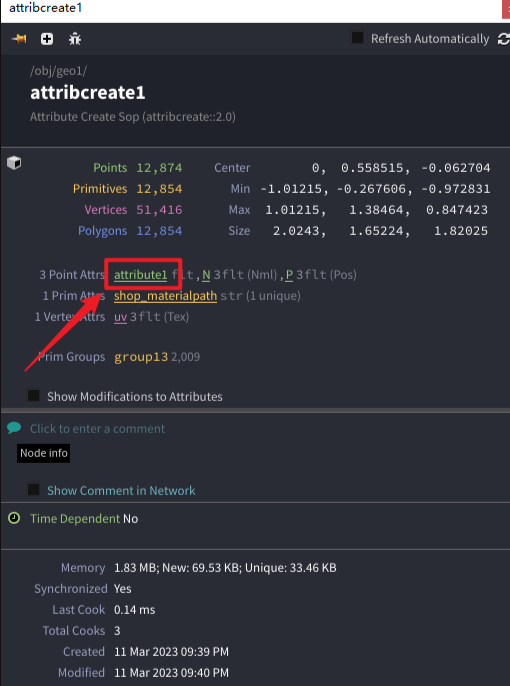 attribcreate1
Refresh Automatically
/obj/geo1/
attribcreate1
Attribute Create Sop (attribcreate::2.0)
Points 12,874 Center 0, 0.558515, -0.062704
Primitives 12,854 Min -1.01215, -0.267606, -0.972831
Vertices 51,416 Max 1.01215, 1.38464, 0.847423
Polygons 12,854 Size 2.0243, 1.65224, 1.82025
3 Point Attrs attribute1 flt, N 3flt (Nml), P 3flt (Pos)
1 Prim Attrs shop_materialpath str (1 unique)
1 Vertex Attrs uv 3flt (Tex)
Prim Groups group13 2,009
Show Modifications to Attributes
Click to enter a comment
Node info
Show Comment in Network
Time Dependent No
Memory 1.83 MB; New: 69.53 KB; Unique: 33.46 KB
Synchronized Yes
Last Cook 0.14 ms
Total Cooks 3
Created 11 Mar 2023 09:39 PM
Modified 11 Mar 2023 09:40 PM